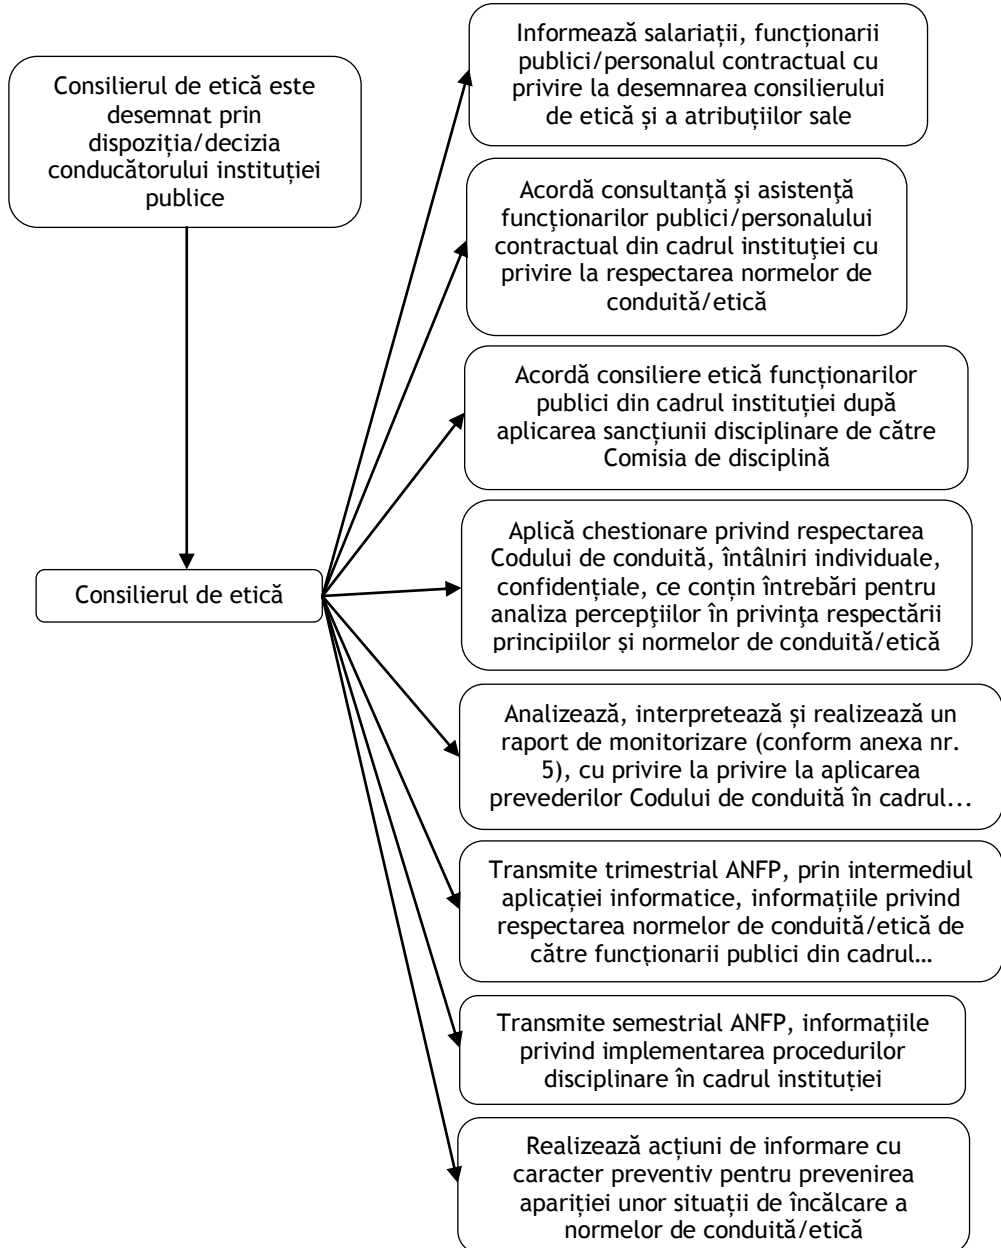 Consilierul de etică este
desemnat prin
dispoziția/decizia
conducătorului instituției
publice
Consilierul de etică
Informează salariații, funcționarii
publici/personalul contractual cu
privire la desemnarea consilierului
de etică și a atribuțiilor sale
Acordă consultanţă şi asistenţă
funcţionarilor publici/personalului
contractual din cadrul instituţiei cu
privire la respectarea normelor de
conduită/etică
Acordă consiliere etică funcționarilor
publici din cadrul instituției după
aplicarea sancțiunii disciplinare de către
Comisia de disciplină
Aplică chestionare privind respectarea
Codului de conduită, întâlniri individuale,
confidențiale, ce conțin întrebări pentru
analiza percepţiilor în privinţa respectării
principiilor și normelor de conduită/etică
Analizează, interpretează și realizează un
raport de monitorizare (conform anexa nr.
5), cu privire la privire la aplicarea
prevederilor Codului de conduită în cadrul...
Transmite trimestrial ANFP, prin intermediul
aplicației informatice, informațiile privind
respectarea normelor de conduită/etică de
către funcționarii publici din cadrul…
Transmite semestrial ANFP, informațiile
privind implementarea procedurilor
disciplinare în cadrul instituției
Realizează acțiuni de informare cu
caracter preventiv pentru prevenirea
apariției unor situații de încălcare a
normelor de conduită/etică